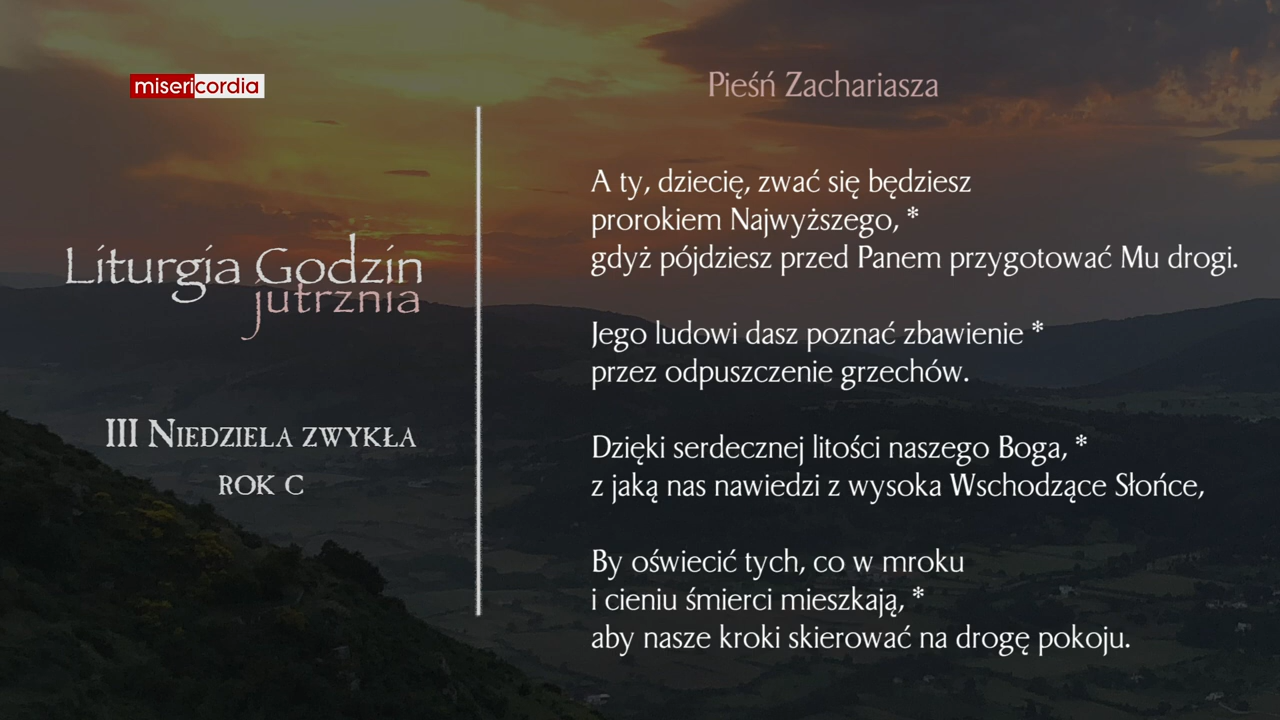 misericordia
Liturgia Godzin
jutrznia
III Niedziela zwykła
rok C
Pieśń Zachariasza
A ty, dziecię, zwać się będziesz
prorokiem Najwyższego, *
gdyż pójdziesz przed Panem przygotować Mu drogi.
Jego ludowi dasz poznać zbawienie *
przez odpuszczenie grzechów.
Dzięki serdecznej litości naszego Boga, *
z jaką nas nawiedzi z wysoka Wschodzące Słońce,
By oświecić tych, co w mroku
i cieniu śmierci mieszkają, *
aby nasze kroki skierować na drogę pokoju.